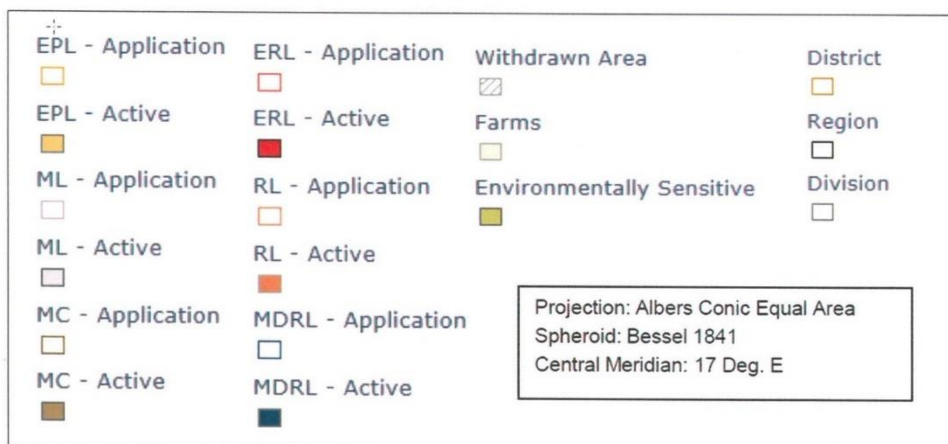 EPL - Application
EPL - Active
ML - Application
ML - Active
MC - Application
MC - Active
ERL - Application
ERL - Active
RL - Application
RL - Active
MDRL - Application
MDRL - Active
Withdrawn Area
Farms
Environmentally Sensitive
District
Region
Division
Projection: Albers Conic Equal Area
Spheroid: Bessel 1841
Central Meridian: 17 Deg. E